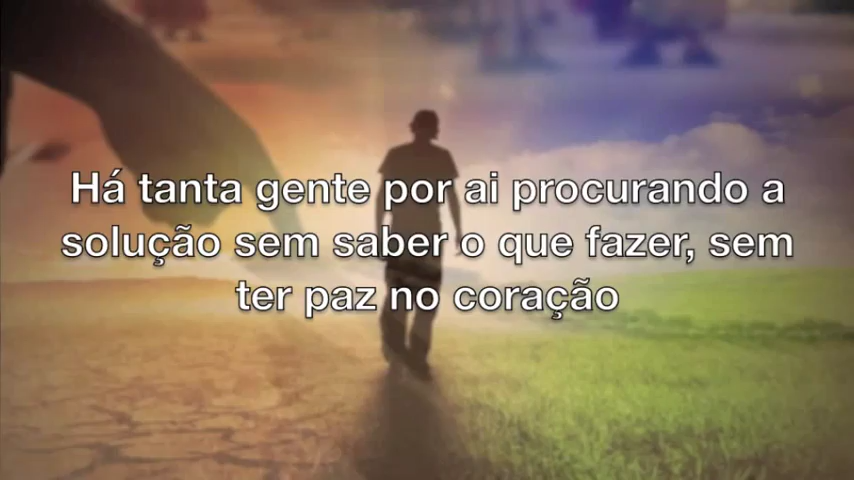 Há tanta gente por ai procurando a
solução sem saber o que fazer, sem
ter paz no coração